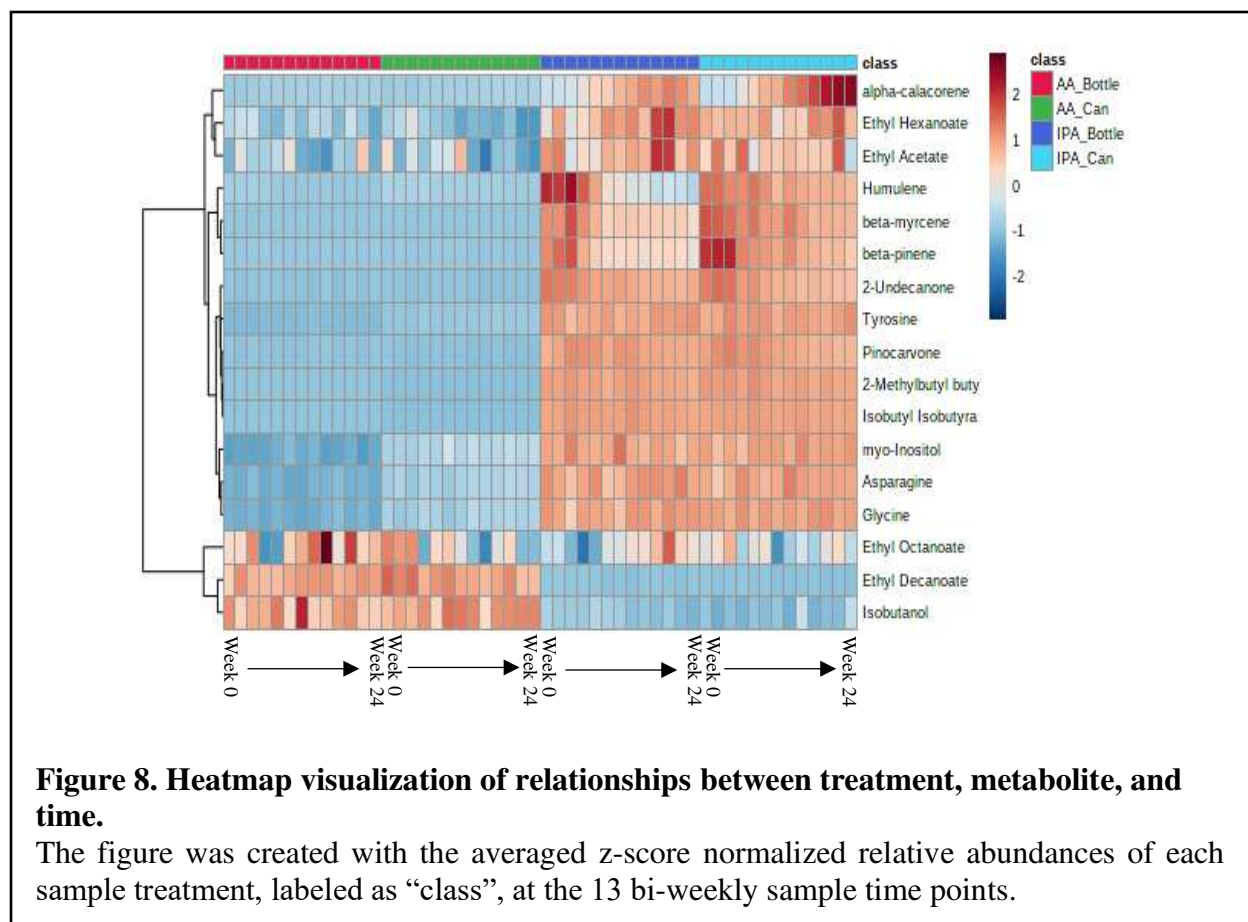 class
alpha-calacorene
Ethyl Hexanoate
Ethyl Acetate
Humulene
beta-myrcene
beta-pinene
2-Undecanone
Tyrosine
Pinocarvone
2-Methylbutyl buty
Isobutyl Isobutyra
myo-Inositol
Asparagine
Glycine
Ethyl Octanoate
Ethyl Decanoate
Isobutanol
2
1
0
-1
-2
class
AA_Bottle
AA_Can
IPA_Bottle
IPA_Can
Week 0
Week 24
Week 0
Week 24
Week 0
Week 24
Week 0
Week 24
Figure 8. Heatmap visualization of relationships between treatment, metabolite, and
time.
The figure was created with the averaged z-score normalized relative abundances of each
sample treatment, labeled as “class”, at the 13 bi-weekly sample time points.